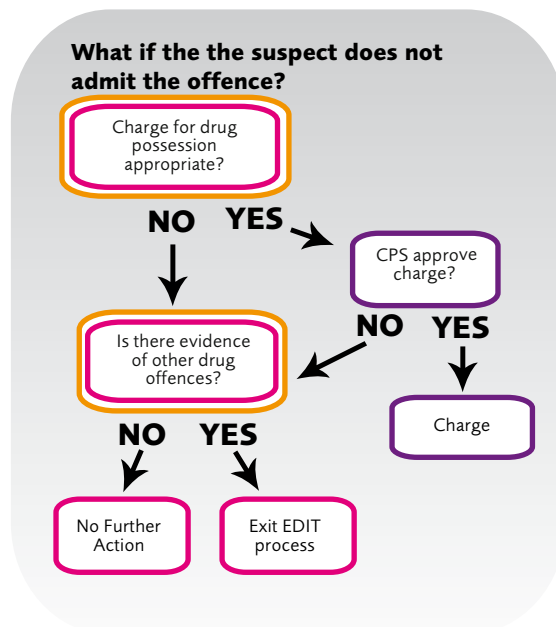 What if the the suspect does not
admit the offence?
Charge for drug
possession
appropriate?
NO
YES
CPS approve
charge?
NO
YES
Is there evidence
of other drug
offences?
Charge
NO
YES
No Further
Action
Exit EDIT
process